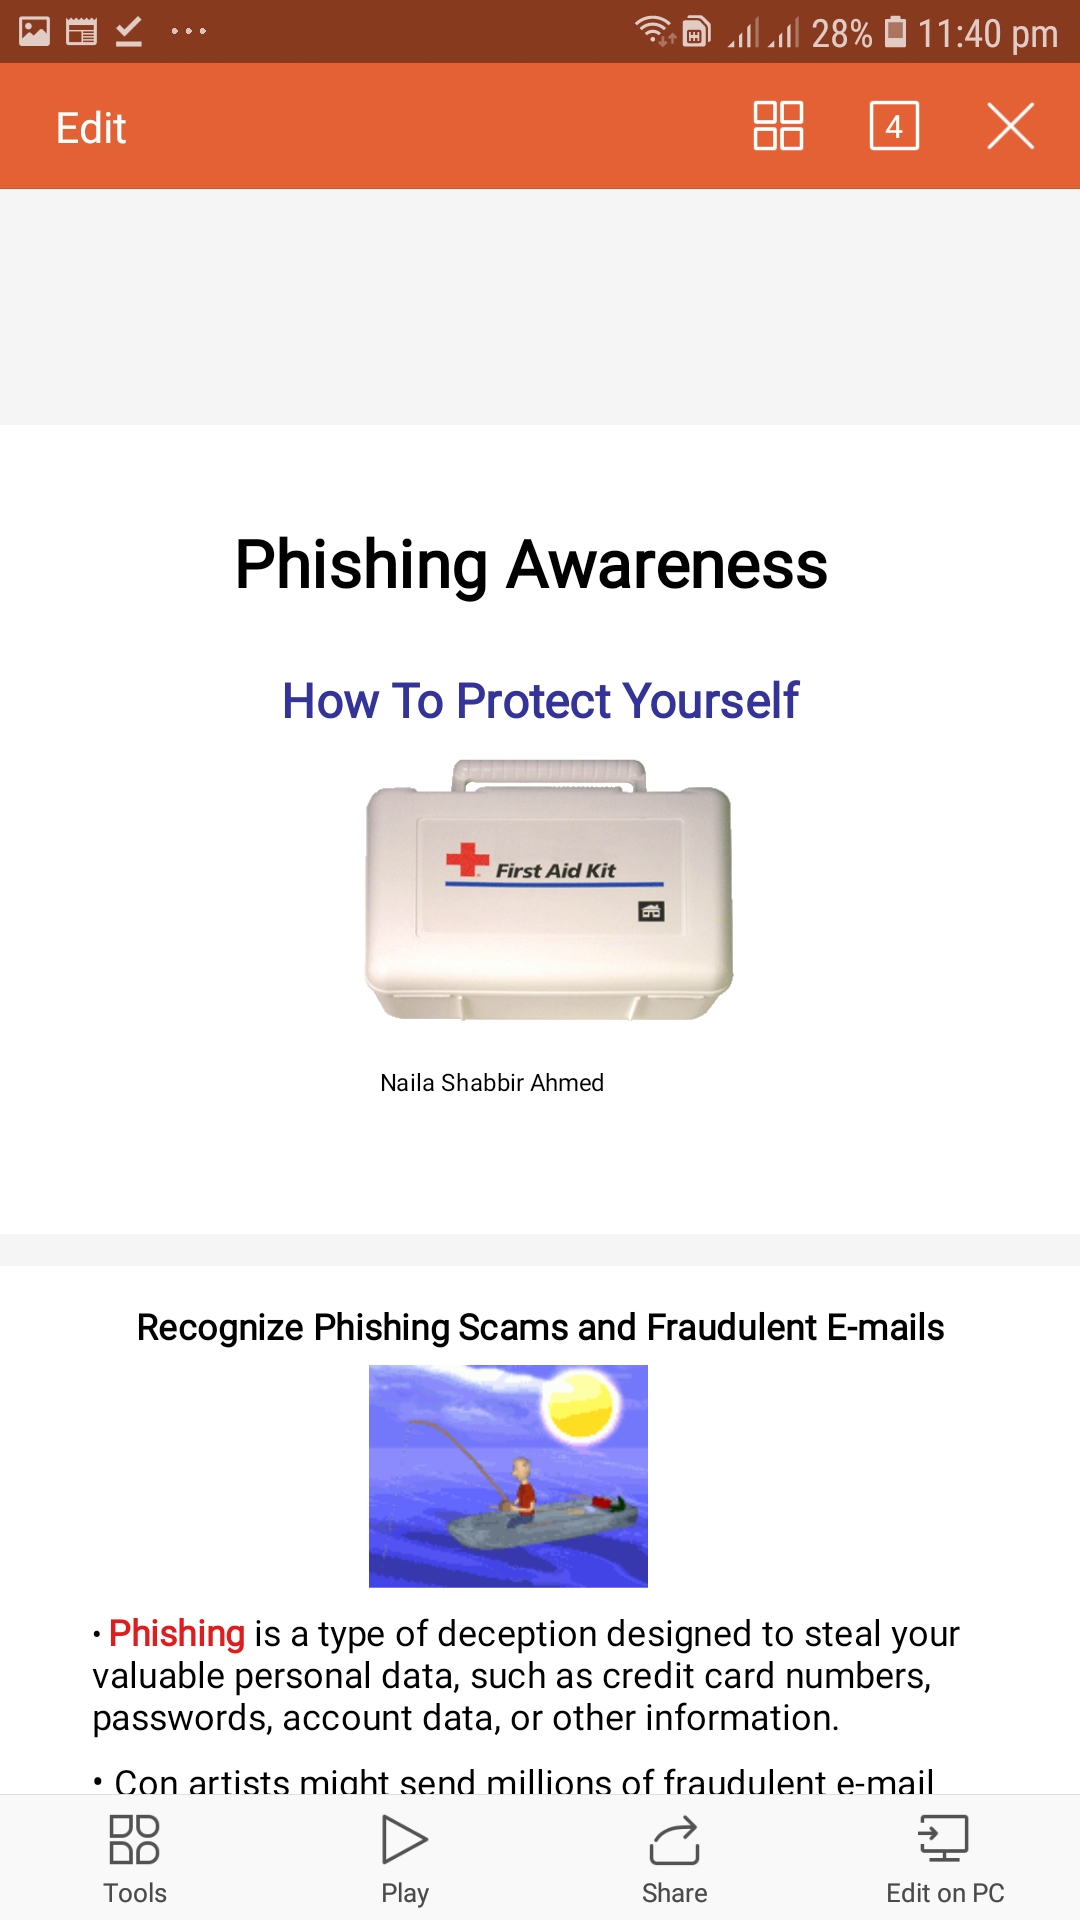 28% 11:40 pm
Edit
4
Phishing Awareness
How To Protect Yourself
First Aid Kit
Naila Shabbir Ahmed
Recognize Phishing Scams and Fraudulent E-mails
• Phishing is a type of deception designed to steal your
valuable personal data, such as credit card numbers,
passwords, account data, or other information.
• Con artists might send millions of fraudulent e-mail
Tools Play Share Edit on PC